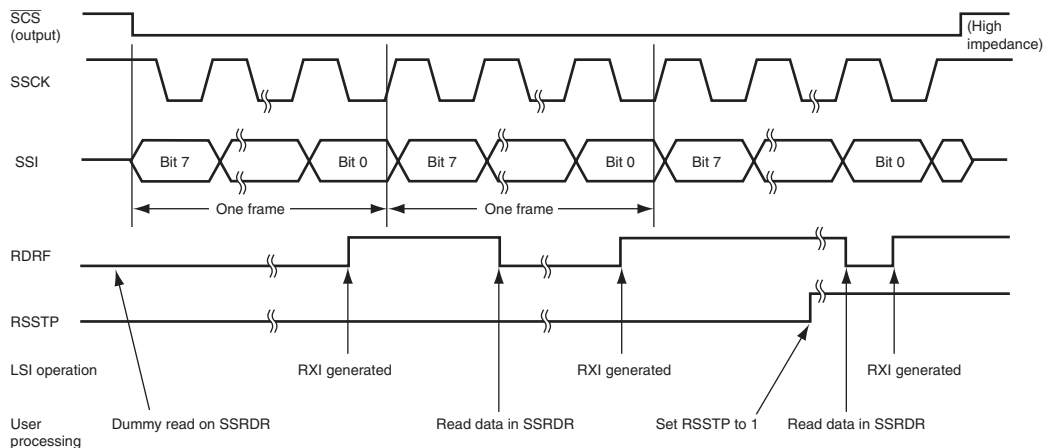 SCS
(output)
(High
impedance)
SSCK
SSI
Bit 7
Bit 0
Bit 7
Bit 0
Bit 7
Bit 0
One frame
One frame
RDRF
RSSTP
LSI operation
RXI generated
RXI generated
RXI generated
User
processing
Dummy read on SSRDR
Read data in SSRDR
Set RSSTP to 1
Read data in SSRDR